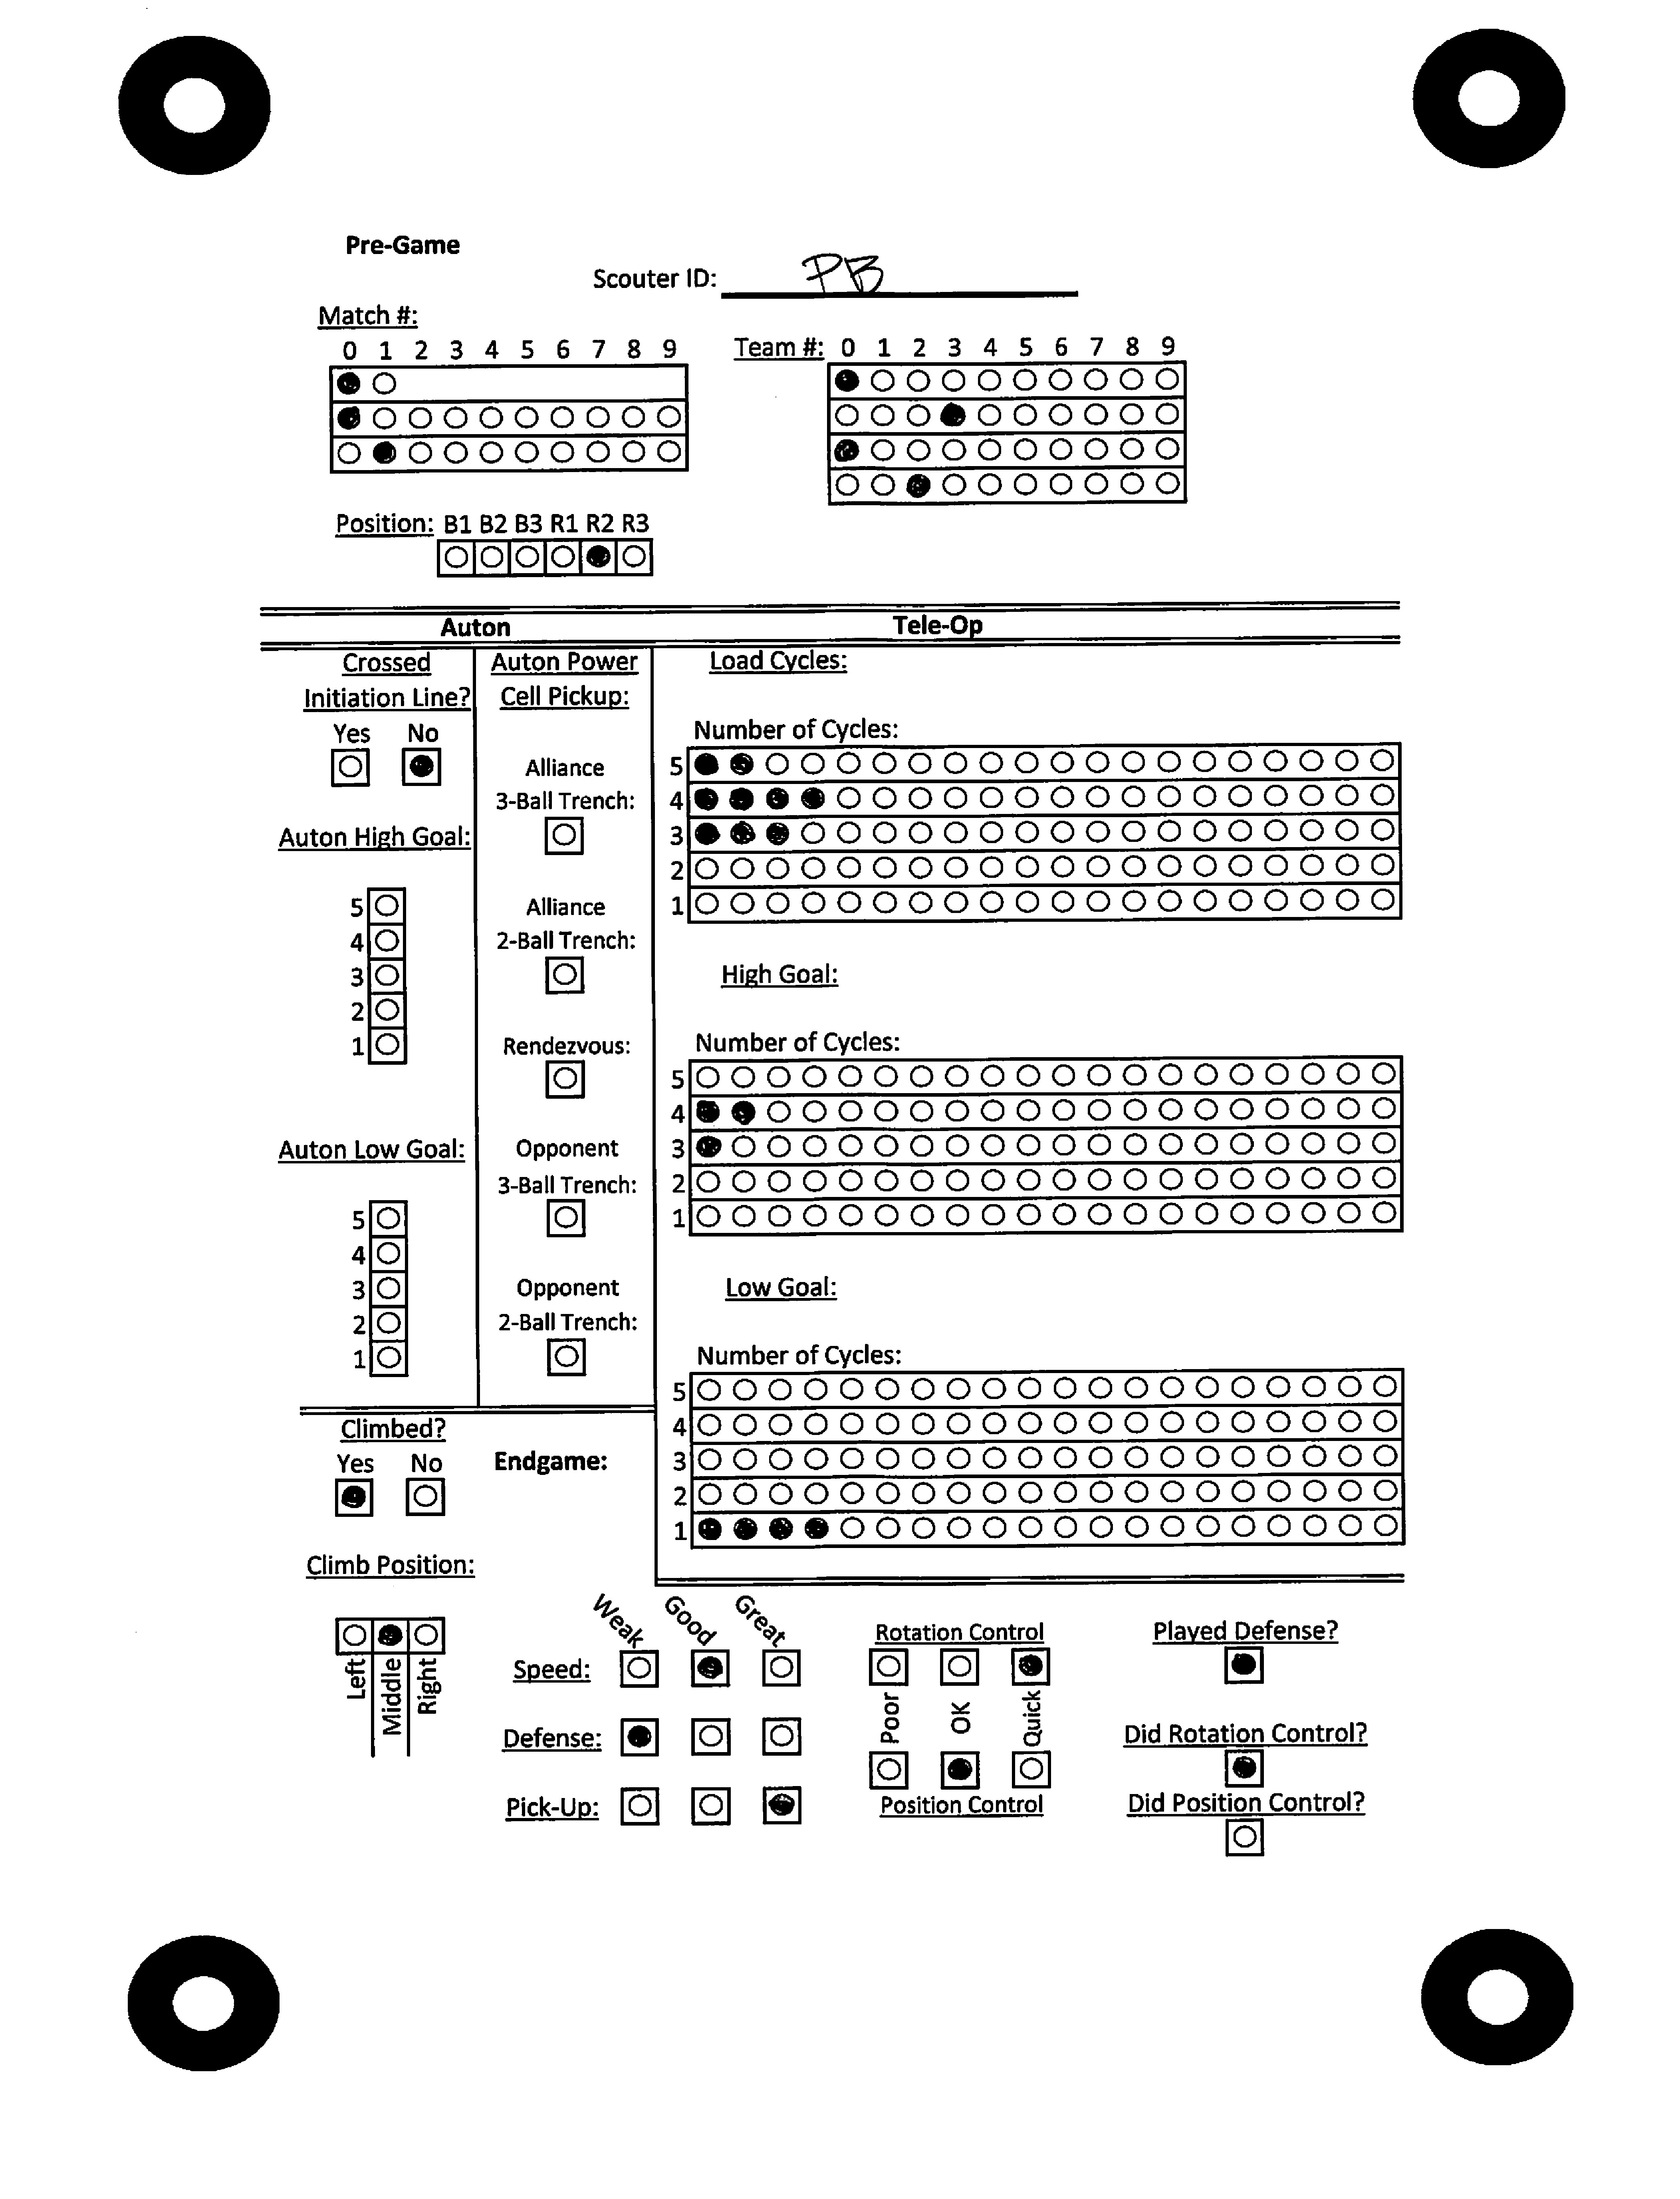 Pre-Game
Scouter ID: PB
Match #:
0 1 2 3 4 5 6 7 8 9
Team #: 0 1 2 3 4 5 6 7 8 9
Position: B1 B2 B3 R1 R2 R3
Auton
Tele-Op
Crossed
Initiation Line?
Yes No
Auton High Goal:
5
4
3
2
1
Auton Low Goal:
5
4
3
2
1
Auton Power
Cell Pickup:
Alliance
3-Ball Trench:
Alliance
2-Ball Trench:
Rendezvous:
Opponent
3-Ball Trench:
Opponent
2-Ball Trench:
Load Cycles:
Number of Cycles:
5
4
3
2
1
High Goal:
Number of Cycles:
5
4
3
2
1
Low Goal:
Number of Cycles:
5
4
3
2
1
Climbed?
Yes No
Endgame:
Climb Position:
Left Middle Right
Weak Good Great
Speed:
Defense:
Pick-Up:
Rotation Control
Poor OK Quick
Position Control
Played Defense?
Did Rotation Control?
Did Position Control?